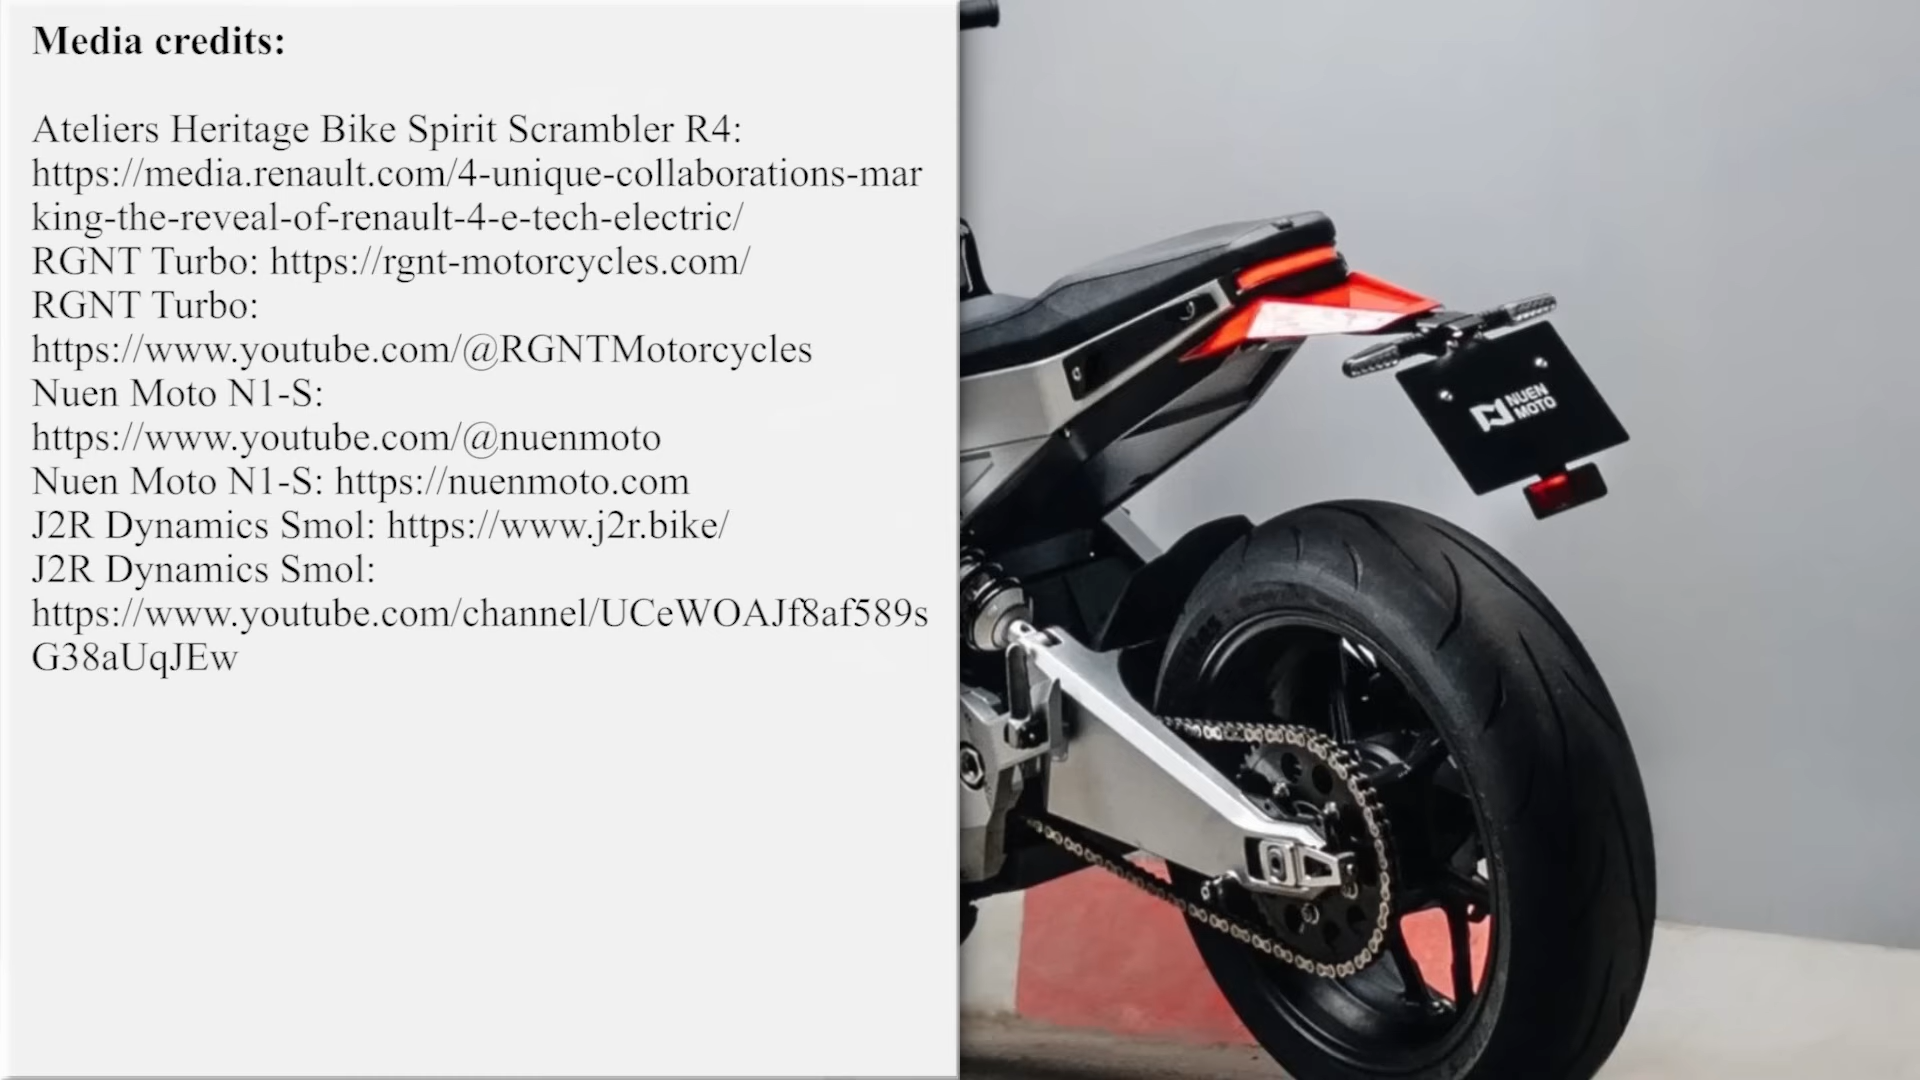 Media credits:
Ateliers Heritage Bike Spirit Scrambler R4:
https://media.renault.com/4-unique-collaborations-mar
king-the-reveal-of-renault-4-e-tech-electric/
RGNT Turbo: https://rgnt-motorcycles.com/
RGNT Turbo:
https://www.youtube.com/@RGNTMotorcycles
Nuen Moto N1-S:
https://www.youtube.com/@nuenmoto
Nuen Moto N1-S: https://nuenmoto.com
J2R Dynamics Smol: https://www.j2r.bike/
J2R Dynamics Smol:
https://www.youtube.com/channel/UCeWOAJf8af589s
G38aUqJEw
NUEN
MOTO